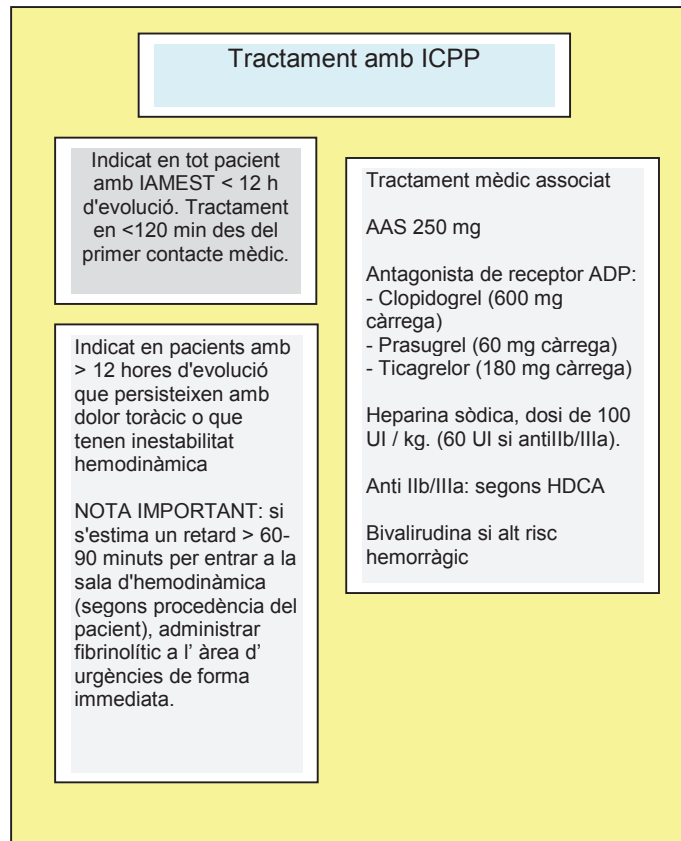 Tractament amb ICPP
Indicat en tot pacient
amb IAMEST < 12 h
d'evolució. Tractament
en <120 min des del
primer contacte mèdic.
Indicat en pacients amb
> 12 hores d'evolució
que persisteixen amb
dolor toràcic o que
tenen inestabilitat
hemodinàmica
NOTA IMPORTANT: si
s'estima un retard > 60-
90 minuts per entrar a la
sala d'hemodinàmica
(segons procedència del
pacient), administrar
fibrinolític a l' àrea d'
urgències de forma
immediata.
Tractament mèdic associat
AAS 250 mg
Antagonista de receptor ADP:
- Clopidogrel (600 mg
càrrega)
- Prasugrel (60 mg càrrega)
- Ticagrelor (180 mg càrrega)
Heparina sòdica, dosi de 100
UI / kg. (60 UI si antiIIb/IIIa).
Anti IIb/IIIa: segons HDCA
Bivalirudina si alt risc
hemorràgic